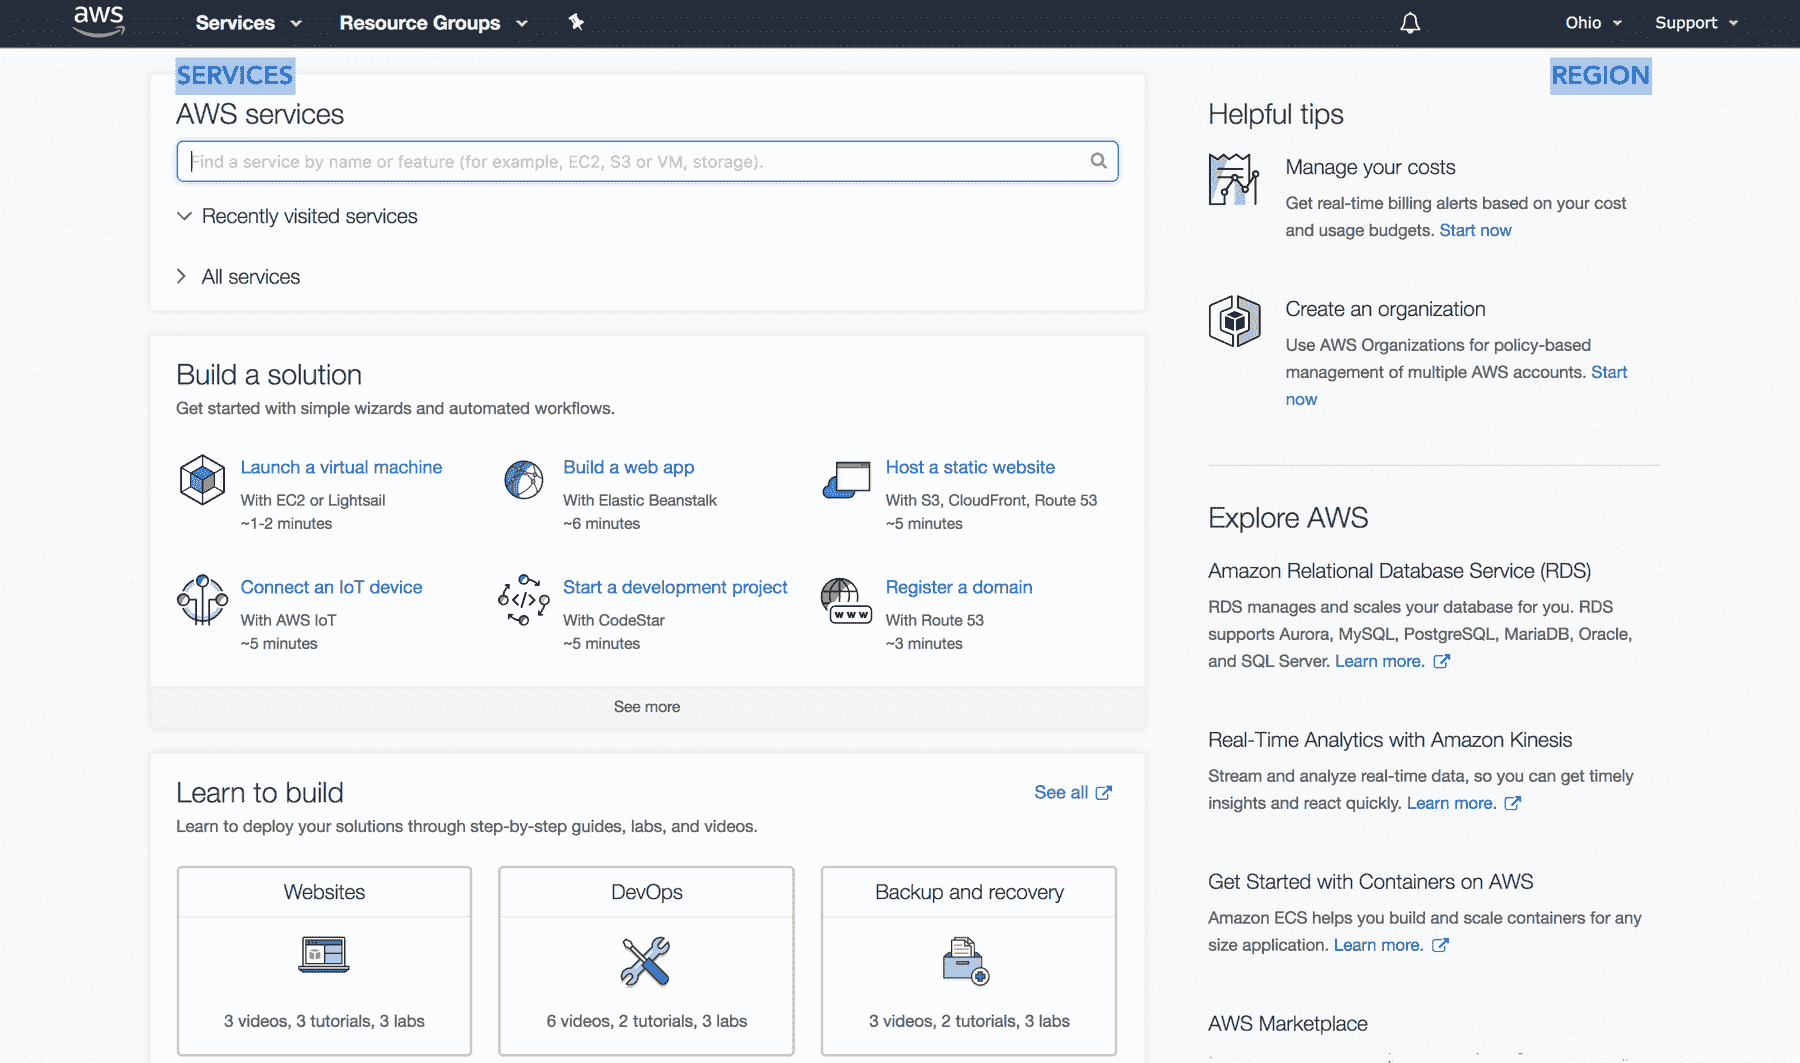 aws
Services
Resource Groups
Ohio
Support
SERVICES
REGION
AWS services
Find a service by name or feature (for example, EC2, S3 or VM, storage).
Recently visited services
All services
Build a solution
Get started with simple wizards and automated workflows.
Launch a virtual machine
With EC2 or Lightsail
~1-2 minutes
Build a web app
With Elastic Beanstalk
~6 minutes
Host a static website
With S3, CloudFront, Route 53
~5 minutes
Connect an IoT device
With AWS IoT
~5 minutes
Start a development project
With CodeStar
~5 minutes
www
Register a domain
With Route 53
~3 minutes
See more
Learn to build
See all
Learn to deploy your solutions through step-by-step guides, labs, and videos.
Websites
3 videos, 3 tutorials, 3 labs
DevOps
6 videos, 2 tutorials, 3 labs
Backup and recovery
3 videos, 2 tutorials, 3 labs
Helpful tips
Manage your costs
Get real-time billing alerts based on your cost
and usage budgets. Start now
Create an organization
Use AWS Organizations for policy-based
management of multiple AWS accounts. Start
now
Explore AWS
Amazon Relational Database Service (RDS)
RDS manages and scales your database for you. RDS
supports Aurora, MySQL, PostgreSQL, MariaDB, Oracle,
and SQL Server. Learn more.
Real-Time Analytics with Amazon Kinesis
Stream and analyze real-time data, so you can get timely
insights and react quickly. Learn more.
Get Started with Containers on AWS
Amazon ECS helps you build and scale containers for any
size application. Learn more.
AWS Marketplace